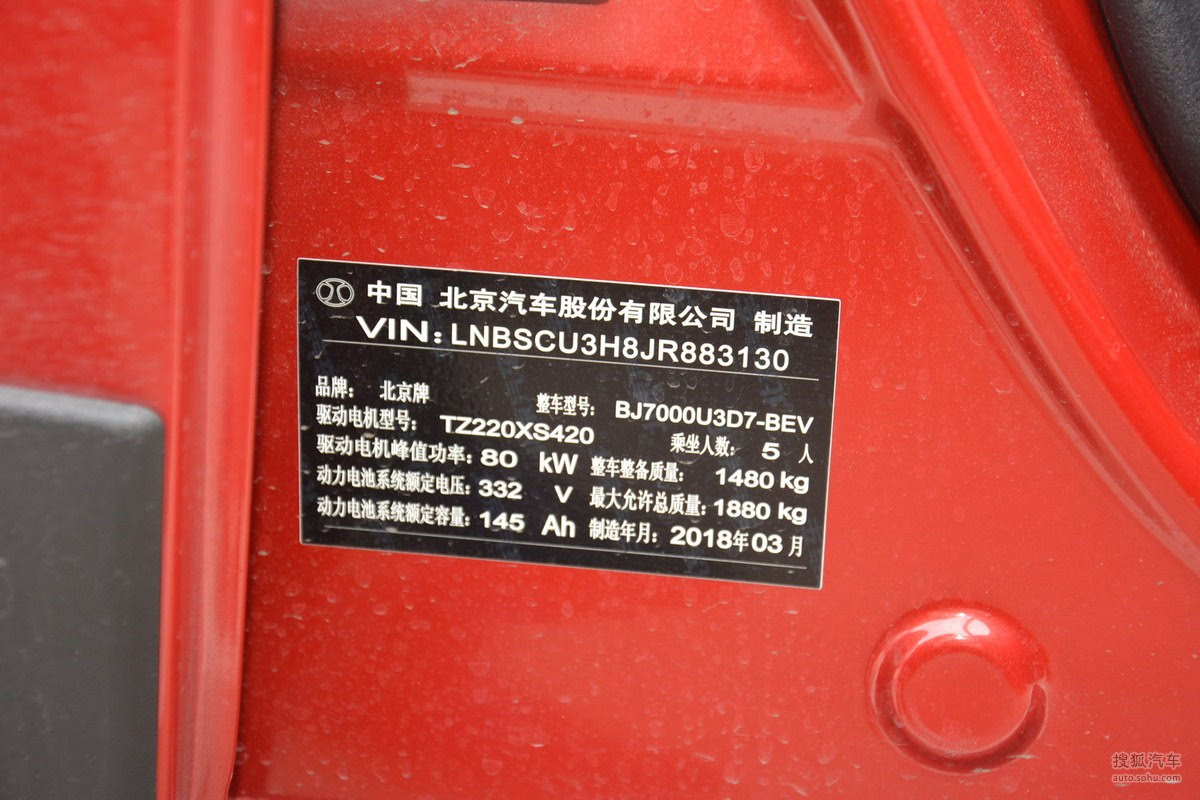 中国 北京汽车股份有限公司 制造
VIN: LNBSCU3H8JR883130
品牌: 北京牌 整车型号: BJ7000U3D7-BEV
驱动电机型号: TZ220XS420 乘坐人数: 5 人
驱动电机峰值功率: 80 kW 整车整备质量: 1480 kg
动力电池系统额定电压: 332 V 最大允许总质量: 1880 kg
动力电池系统额定容量: 145 Ah 制造年月: 2018年03月
搜狐汽车
auto.sohu.com